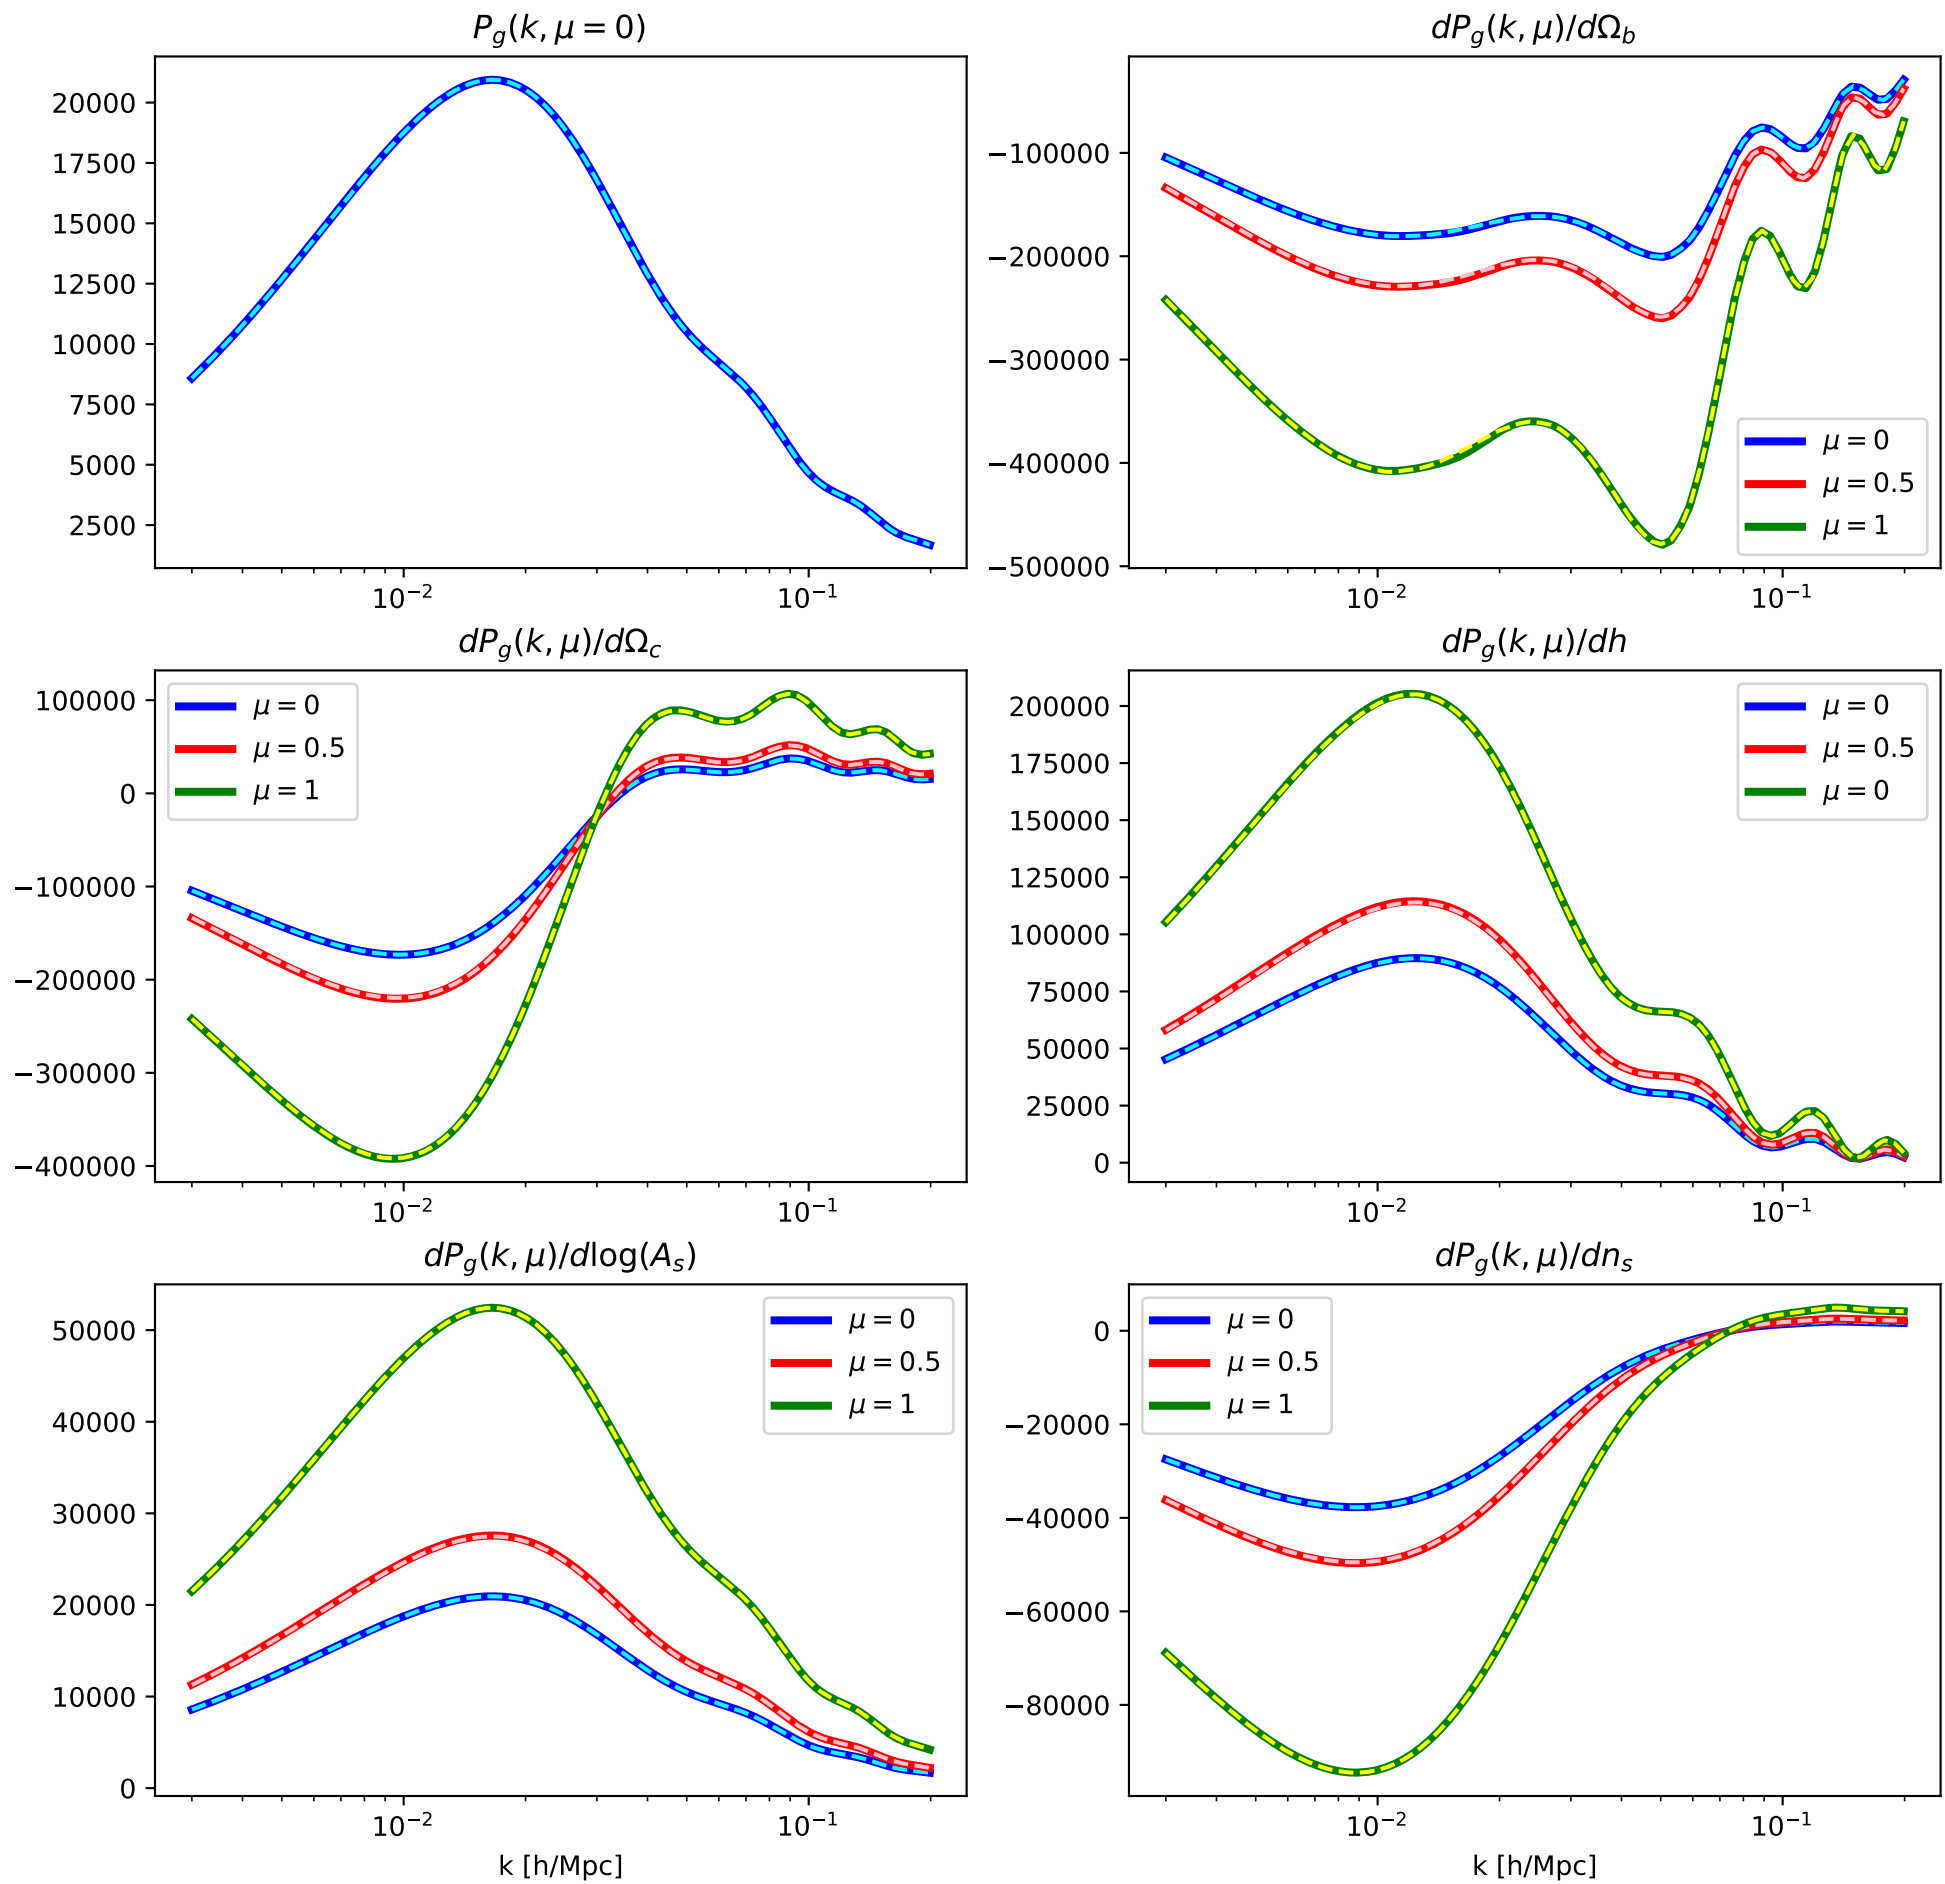 P_g(k, μ = 0)
20000
17500
15000
12500
10000
7500
5000
2500
10⁻² 10⁻¹
dP_g(k, μ)/dΩ_b
−100000
−200000
−300000
−400000
−500000
μ = 0
μ = 0.5
μ = 1
10⁻² 10⁻¹
dP_g(k, μ)/dΩ_c
100000
0
−100000
−200000
−300000
−400000
μ = 0
μ = 0.5
μ = 1
10⁻² 10⁻¹
dP_g(k, μ)/dh
200000
175000
150000
125000
100000
75000
50000
25000
0
μ = 0
μ = 0.5
μ = 0
10⁻² 10⁻¹
dP_g(k, μ)/dlog(A_s)
50000
40000
30000
20000
10000
0
μ = 0
μ = 0.5
μ = 1
10⁻² 10⁻¹
k [h/Mpc]
dP_g(k, μ)/dn_s
0
−20000
−40000
−60000
−80000
μ = 0
μ = 0.5
μ = 1
10⁻² 10⁻¹
k [h/Mpc]